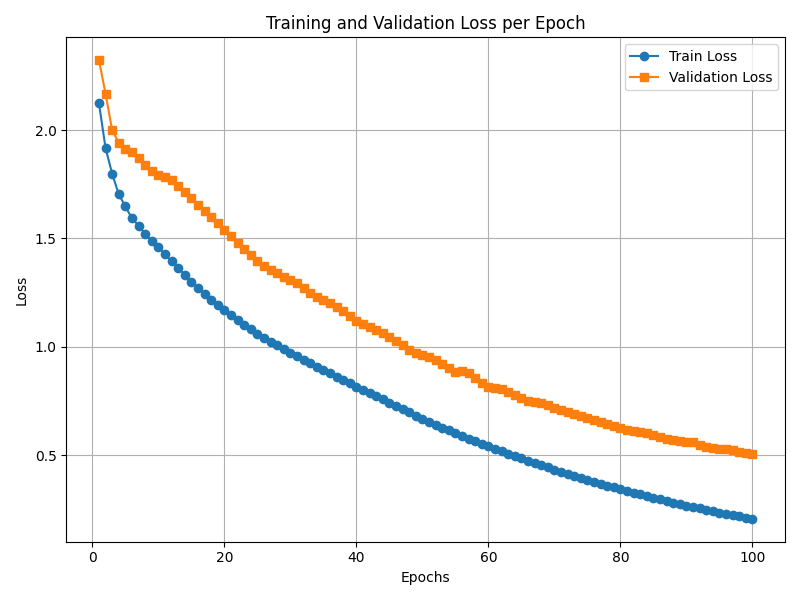 Training and Validation Loss per Epoch
Train Loss
Validation Loss
2.0
1.5
1.0
0.5
Loss
0 20 40 60 80 100
Epochs